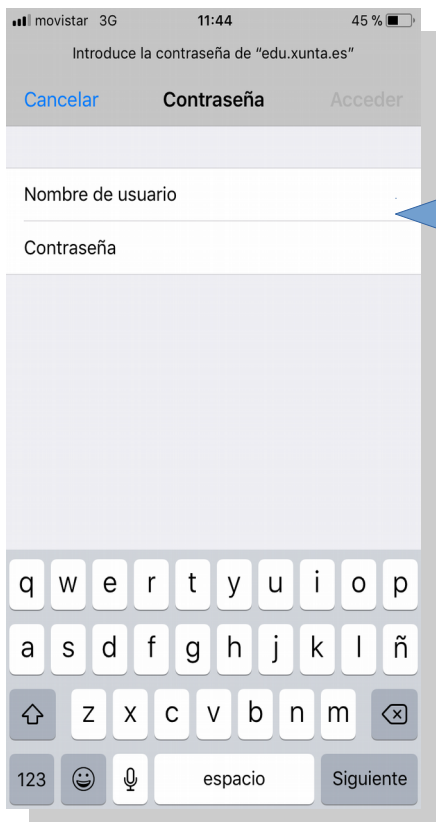 movistar 3G 11:44 45 %
Introduce la contraseña de “edu.xunta.es”
Cancelar Contraseña Acceder
Nombre de usuario
Contraseña
q w e r t y u i o p
a s d f g h j k l ñ
z x c v b n m
123 espacio Siguiente